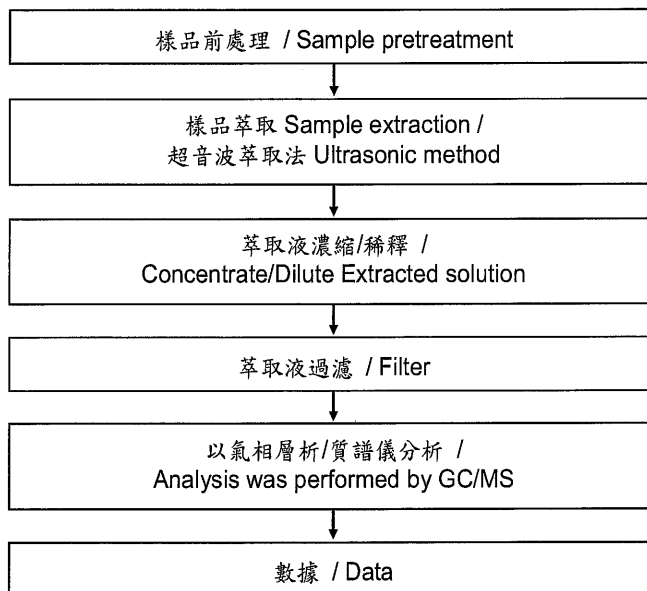 樣品前處理 / Sample pretreatment
樣品萃取 Sample extraction /
超音波萃取法 Ultrasonic method
萃取液濃縮/稀釋 /
Concentrate/Dilute Extracted solution
萃取液過濾 / Filter
以氣相層析/質譜儀分析 /
Analysis was performed by GC/MS
數據 / Data